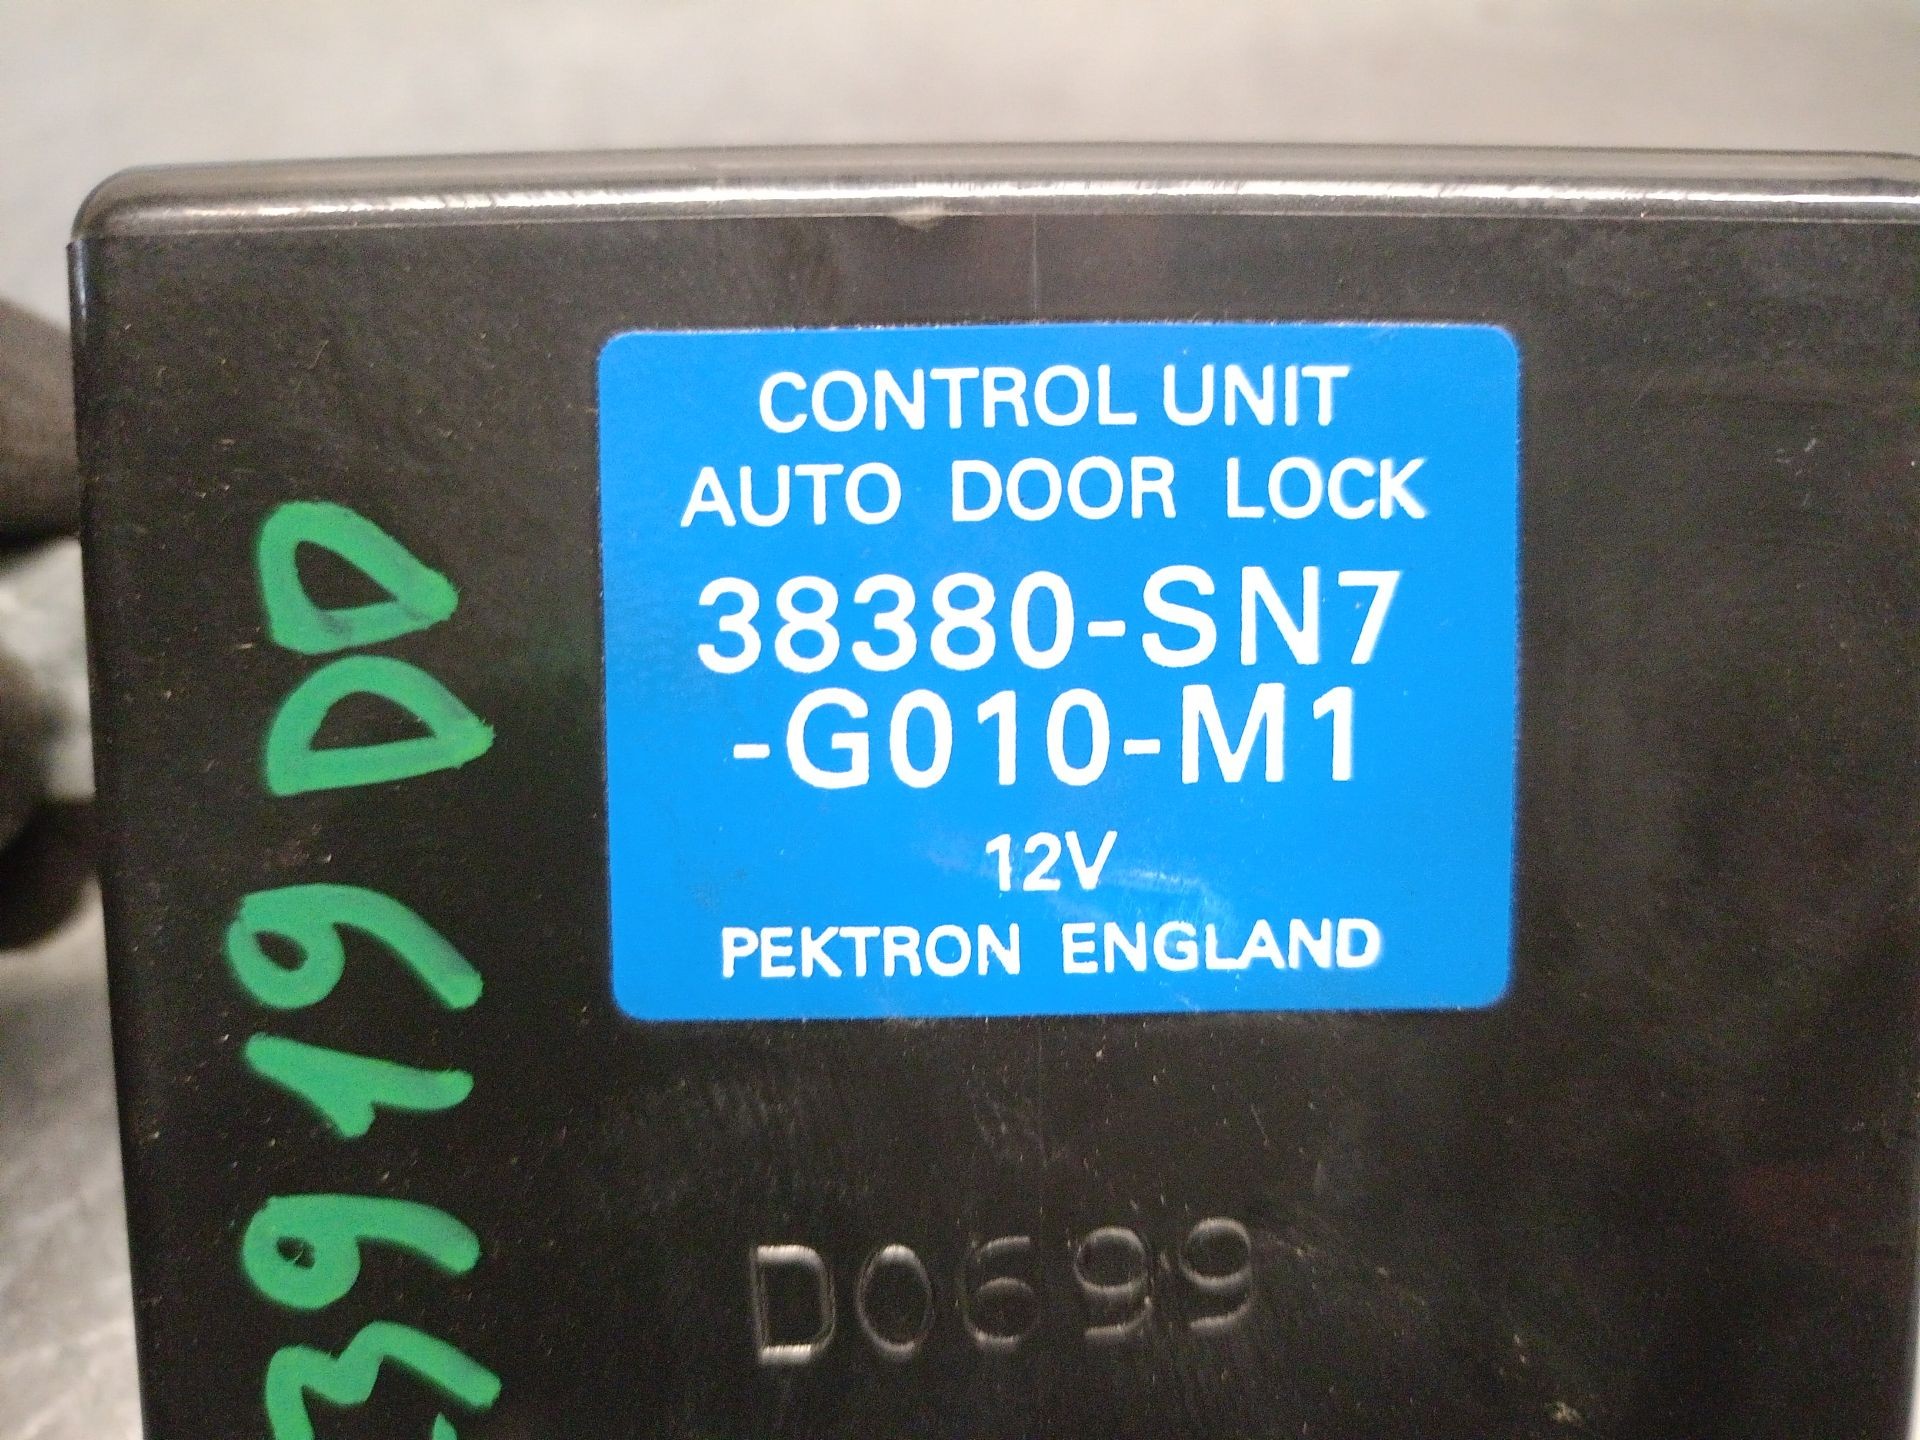 CONTROL UNIT
AUTO DOOR LOCK
38380-SN7
-G010-M1
12V
PEKTRON ENGLAND
D0699